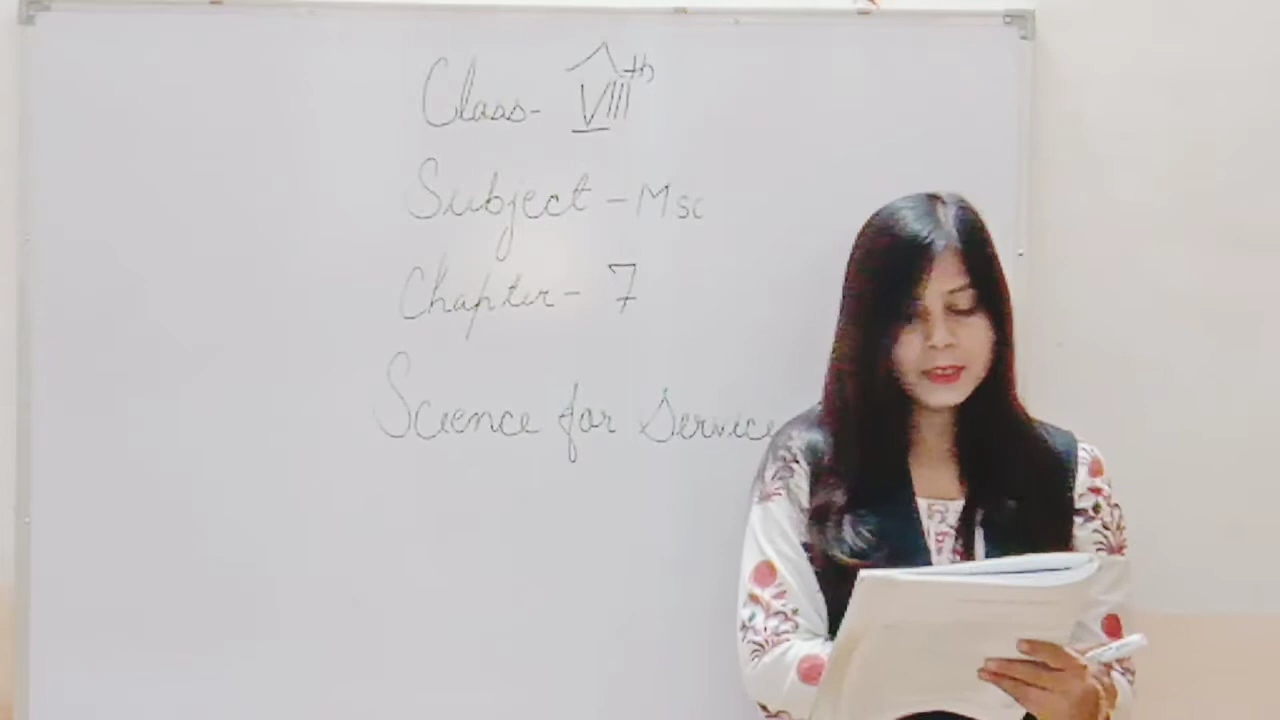 Class- VIIIth
Subject - Msc
Chapter - 7
Science for Service